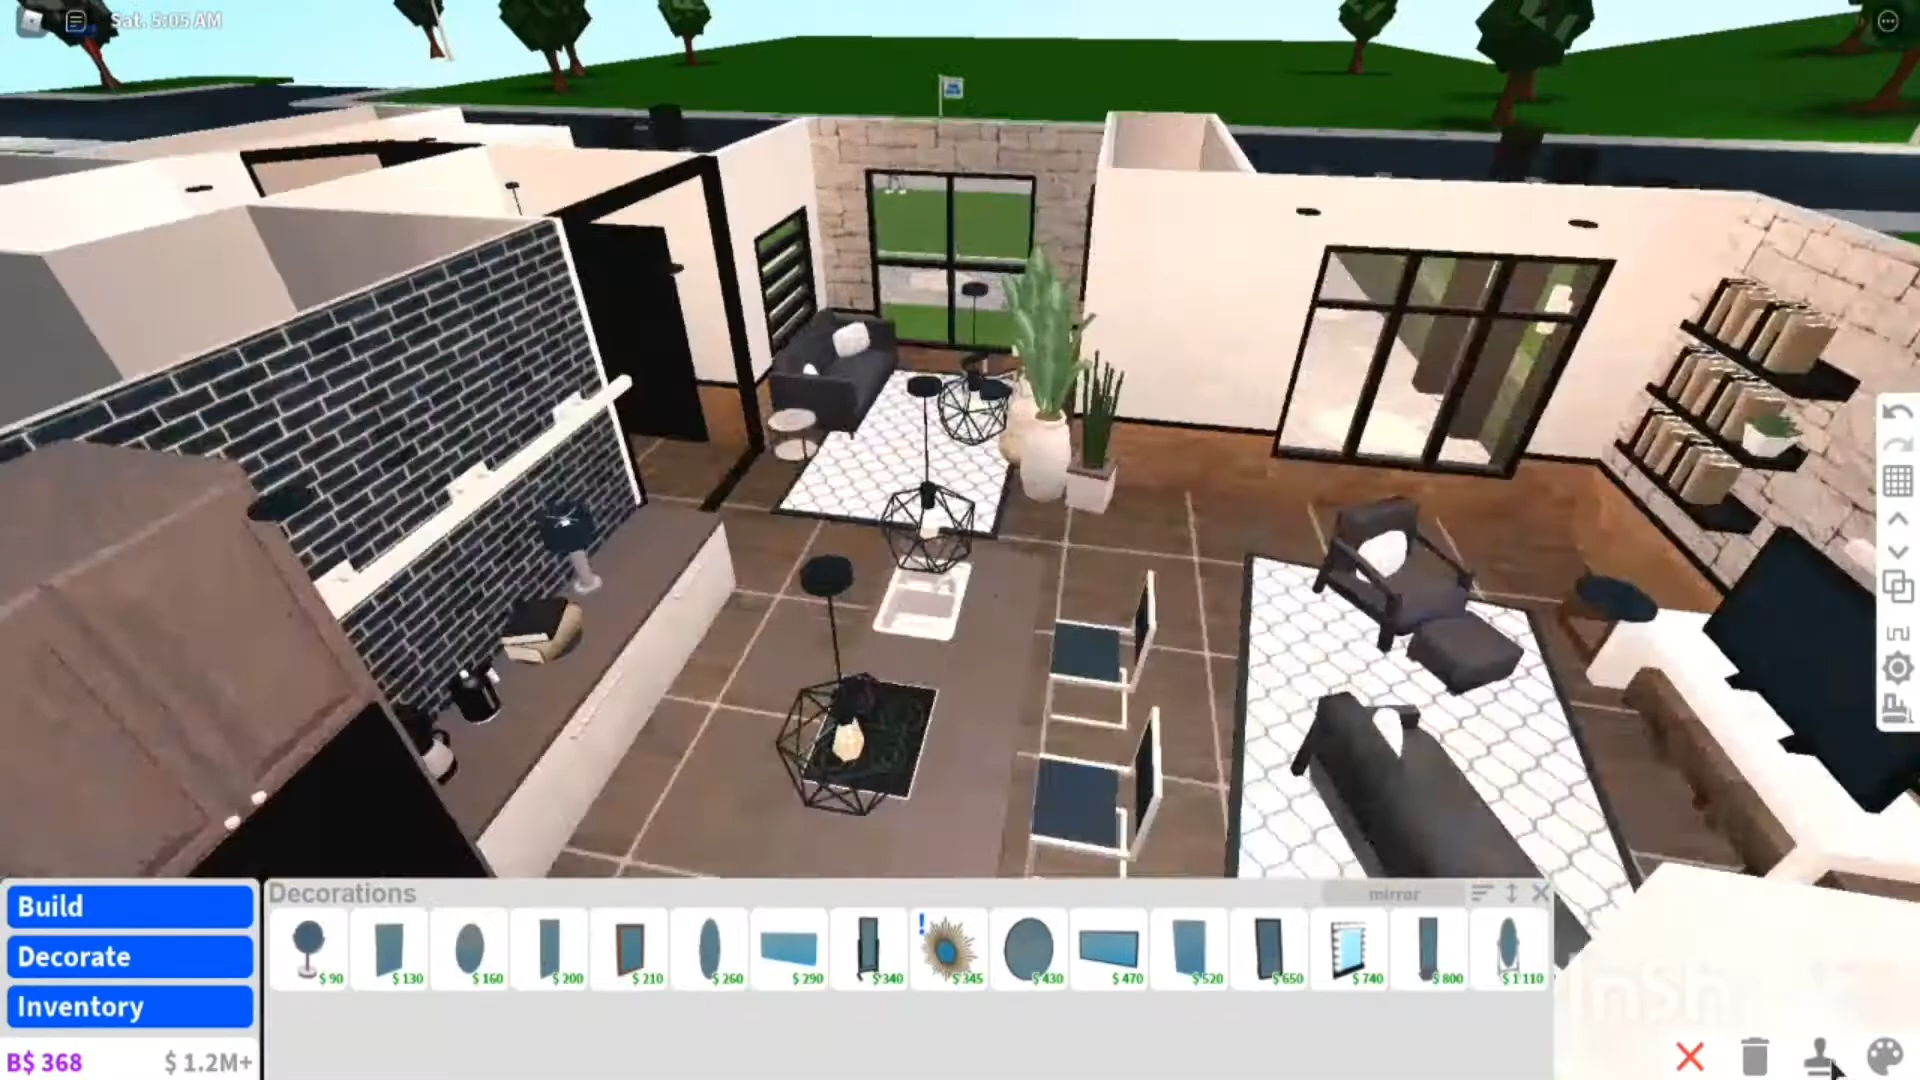 Sat. 5:05 AM
Build
Decorate
Inventory
B$ 368
$ 1.2M+
Decorations
mirror
$ 90
$ 130
$ 160
$ 200
$ 210
$ 260
$ 290
$ 340
!
$ 345
$ 430
$ 470
$ 520
$ 650
$ 740
$ 800
$ 1 110